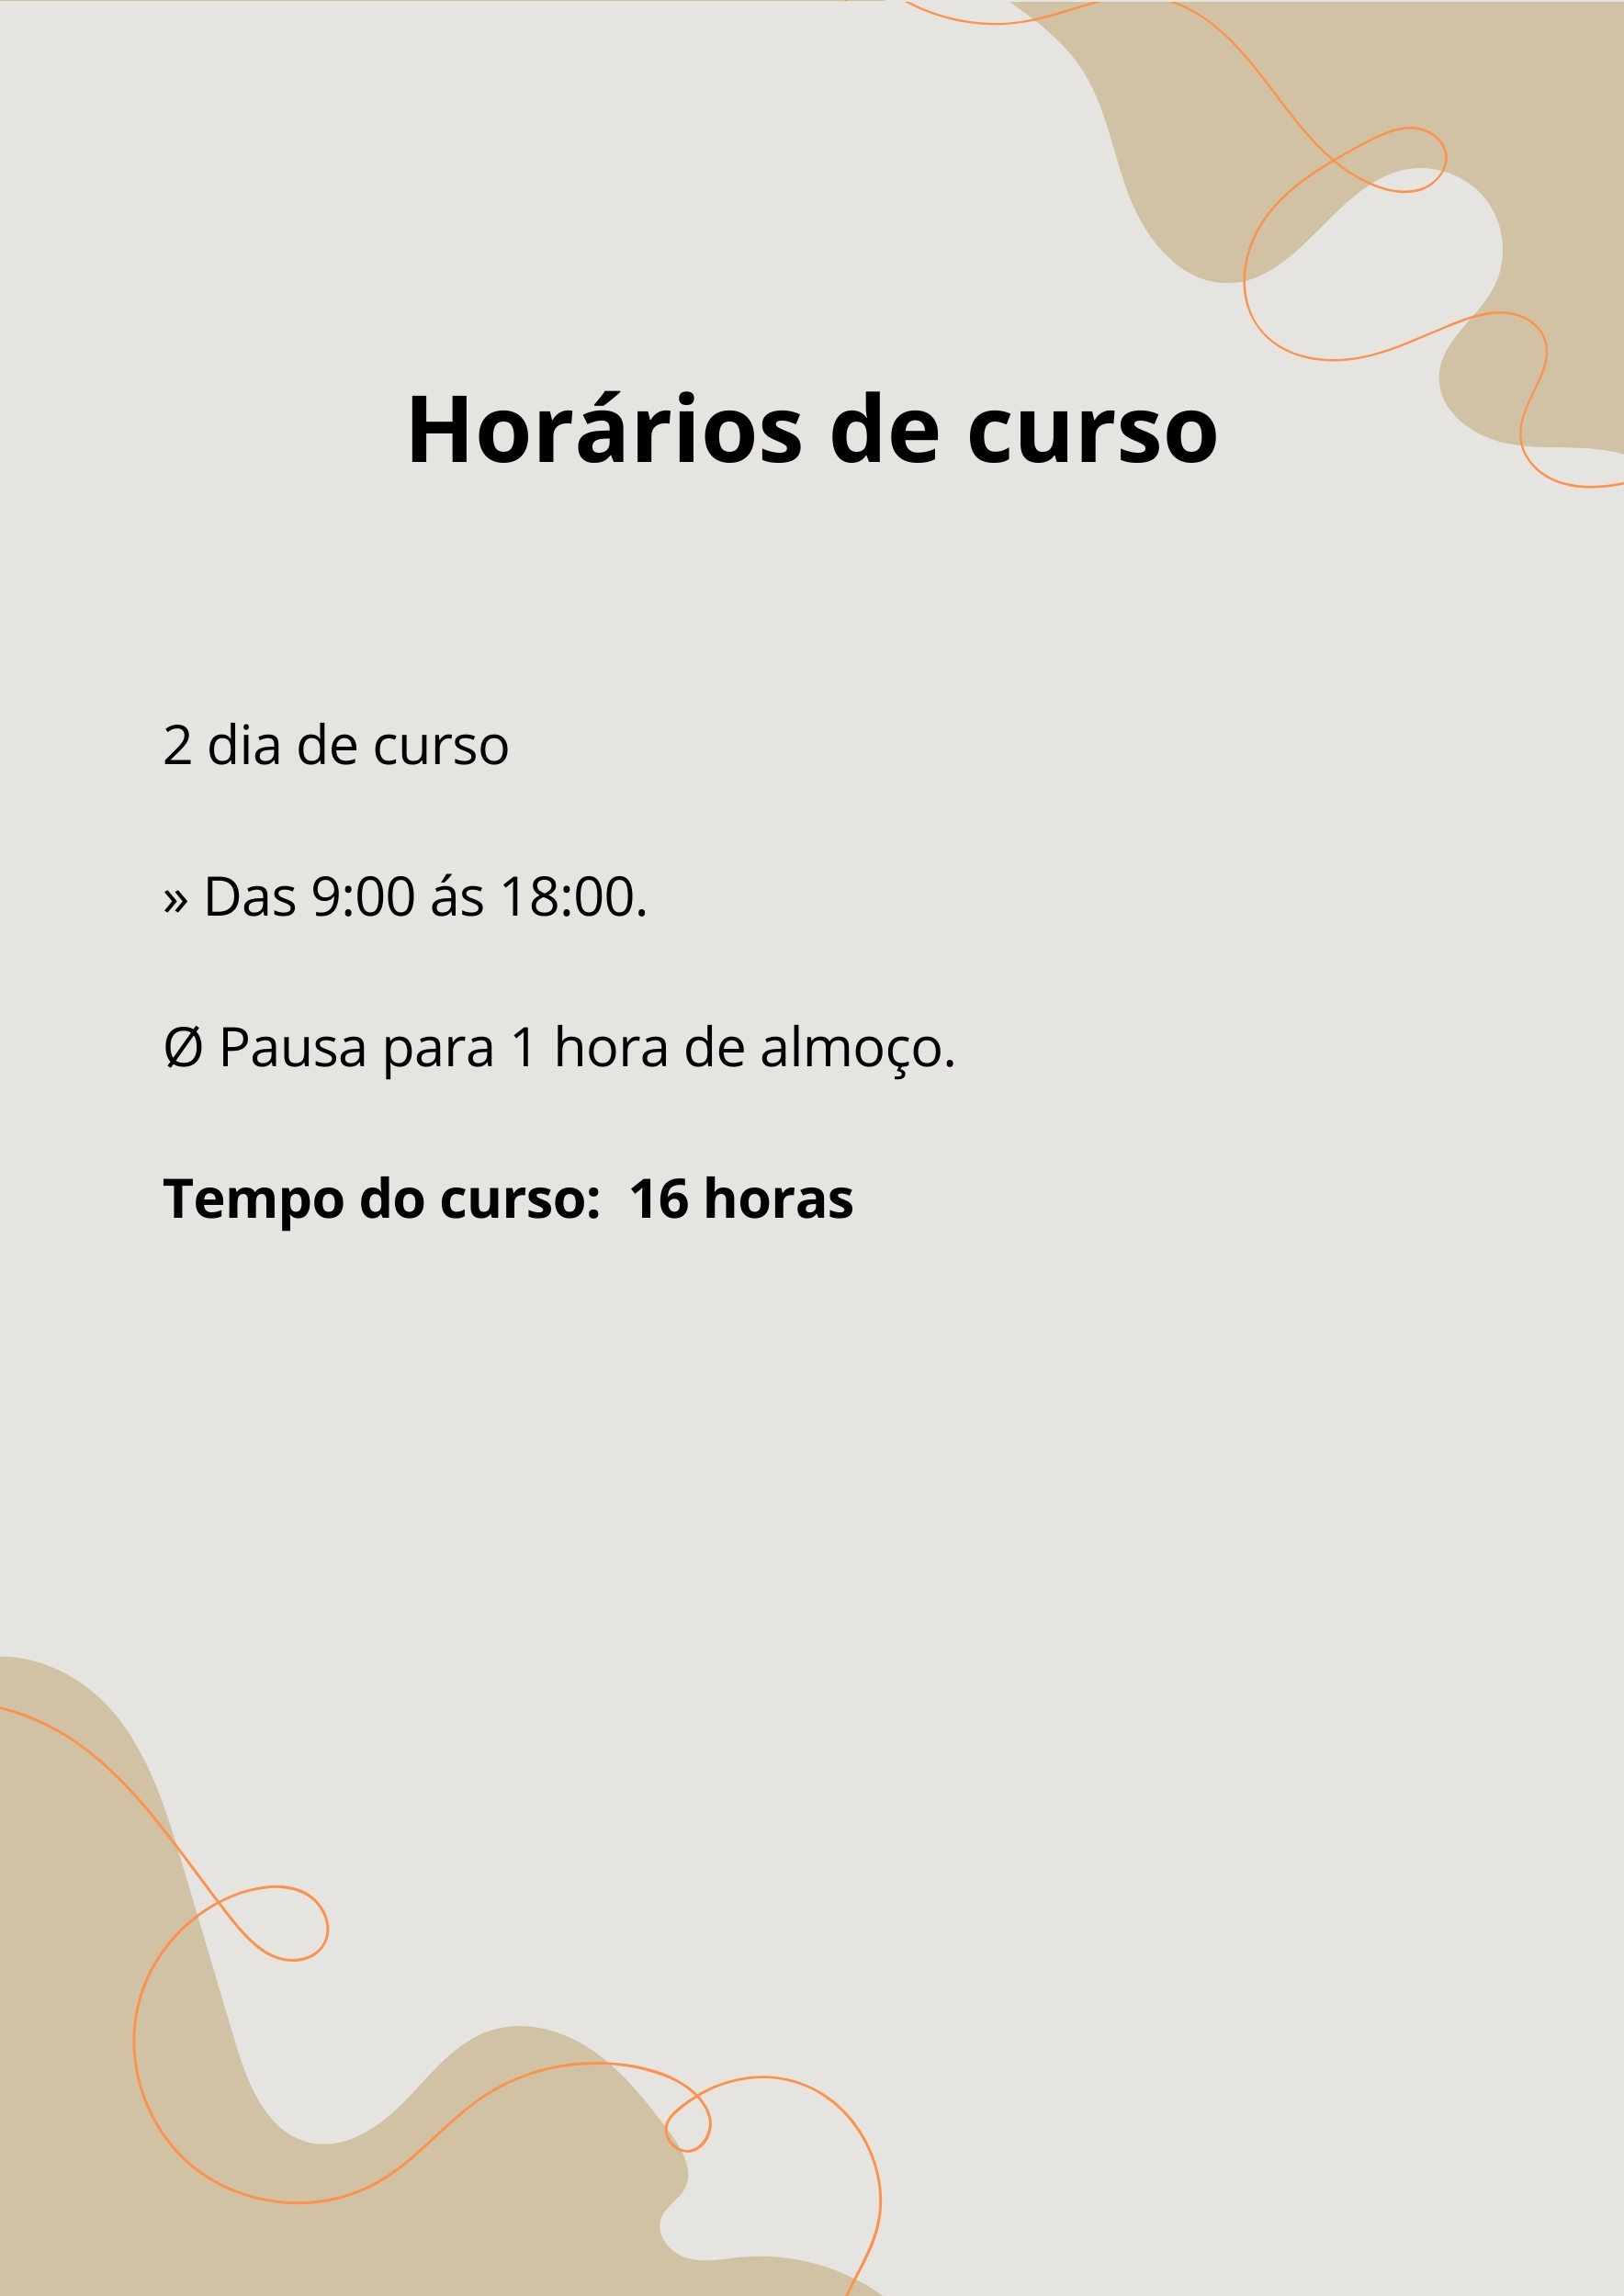 Horários de curso
2 dia de curso
» Das 9:00 ás 18:00.
Ø Pausa para 1 hora de almoço.
Tempo do curso:  16 horas